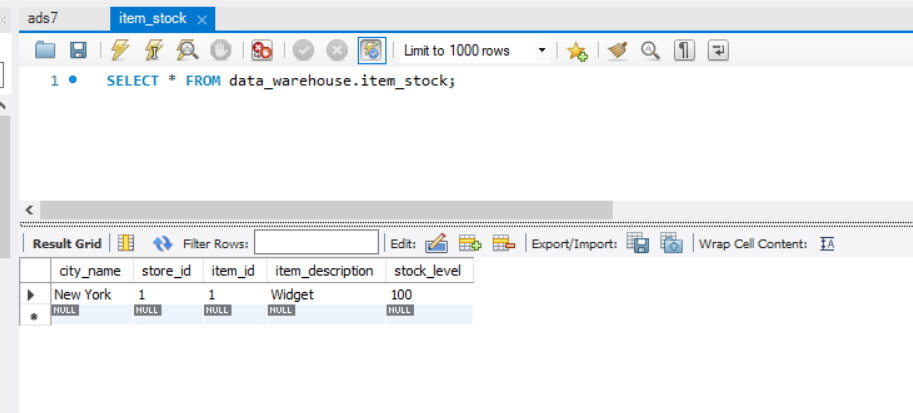 ads7 item_stock
Limit to 1000 rows
1 SELECT * FROM data_warehouse.item_stock;
Result Grid Filter Rows: Edit: Export/Import: Wrap Cell Content: IA
city_name store_id item_id item_description stock_level
New York 1 1 Widget 100
NULL NULL NULL NULL NULL